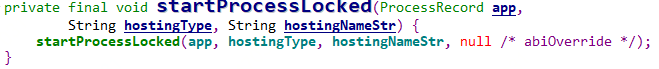 private final void startProcessLocked(ProcessRecord app,
String hostingType, String hostingNameStr) {
startProcessLocked(app, hostingType, hostingNameStr, null /* abiOverride */);
}